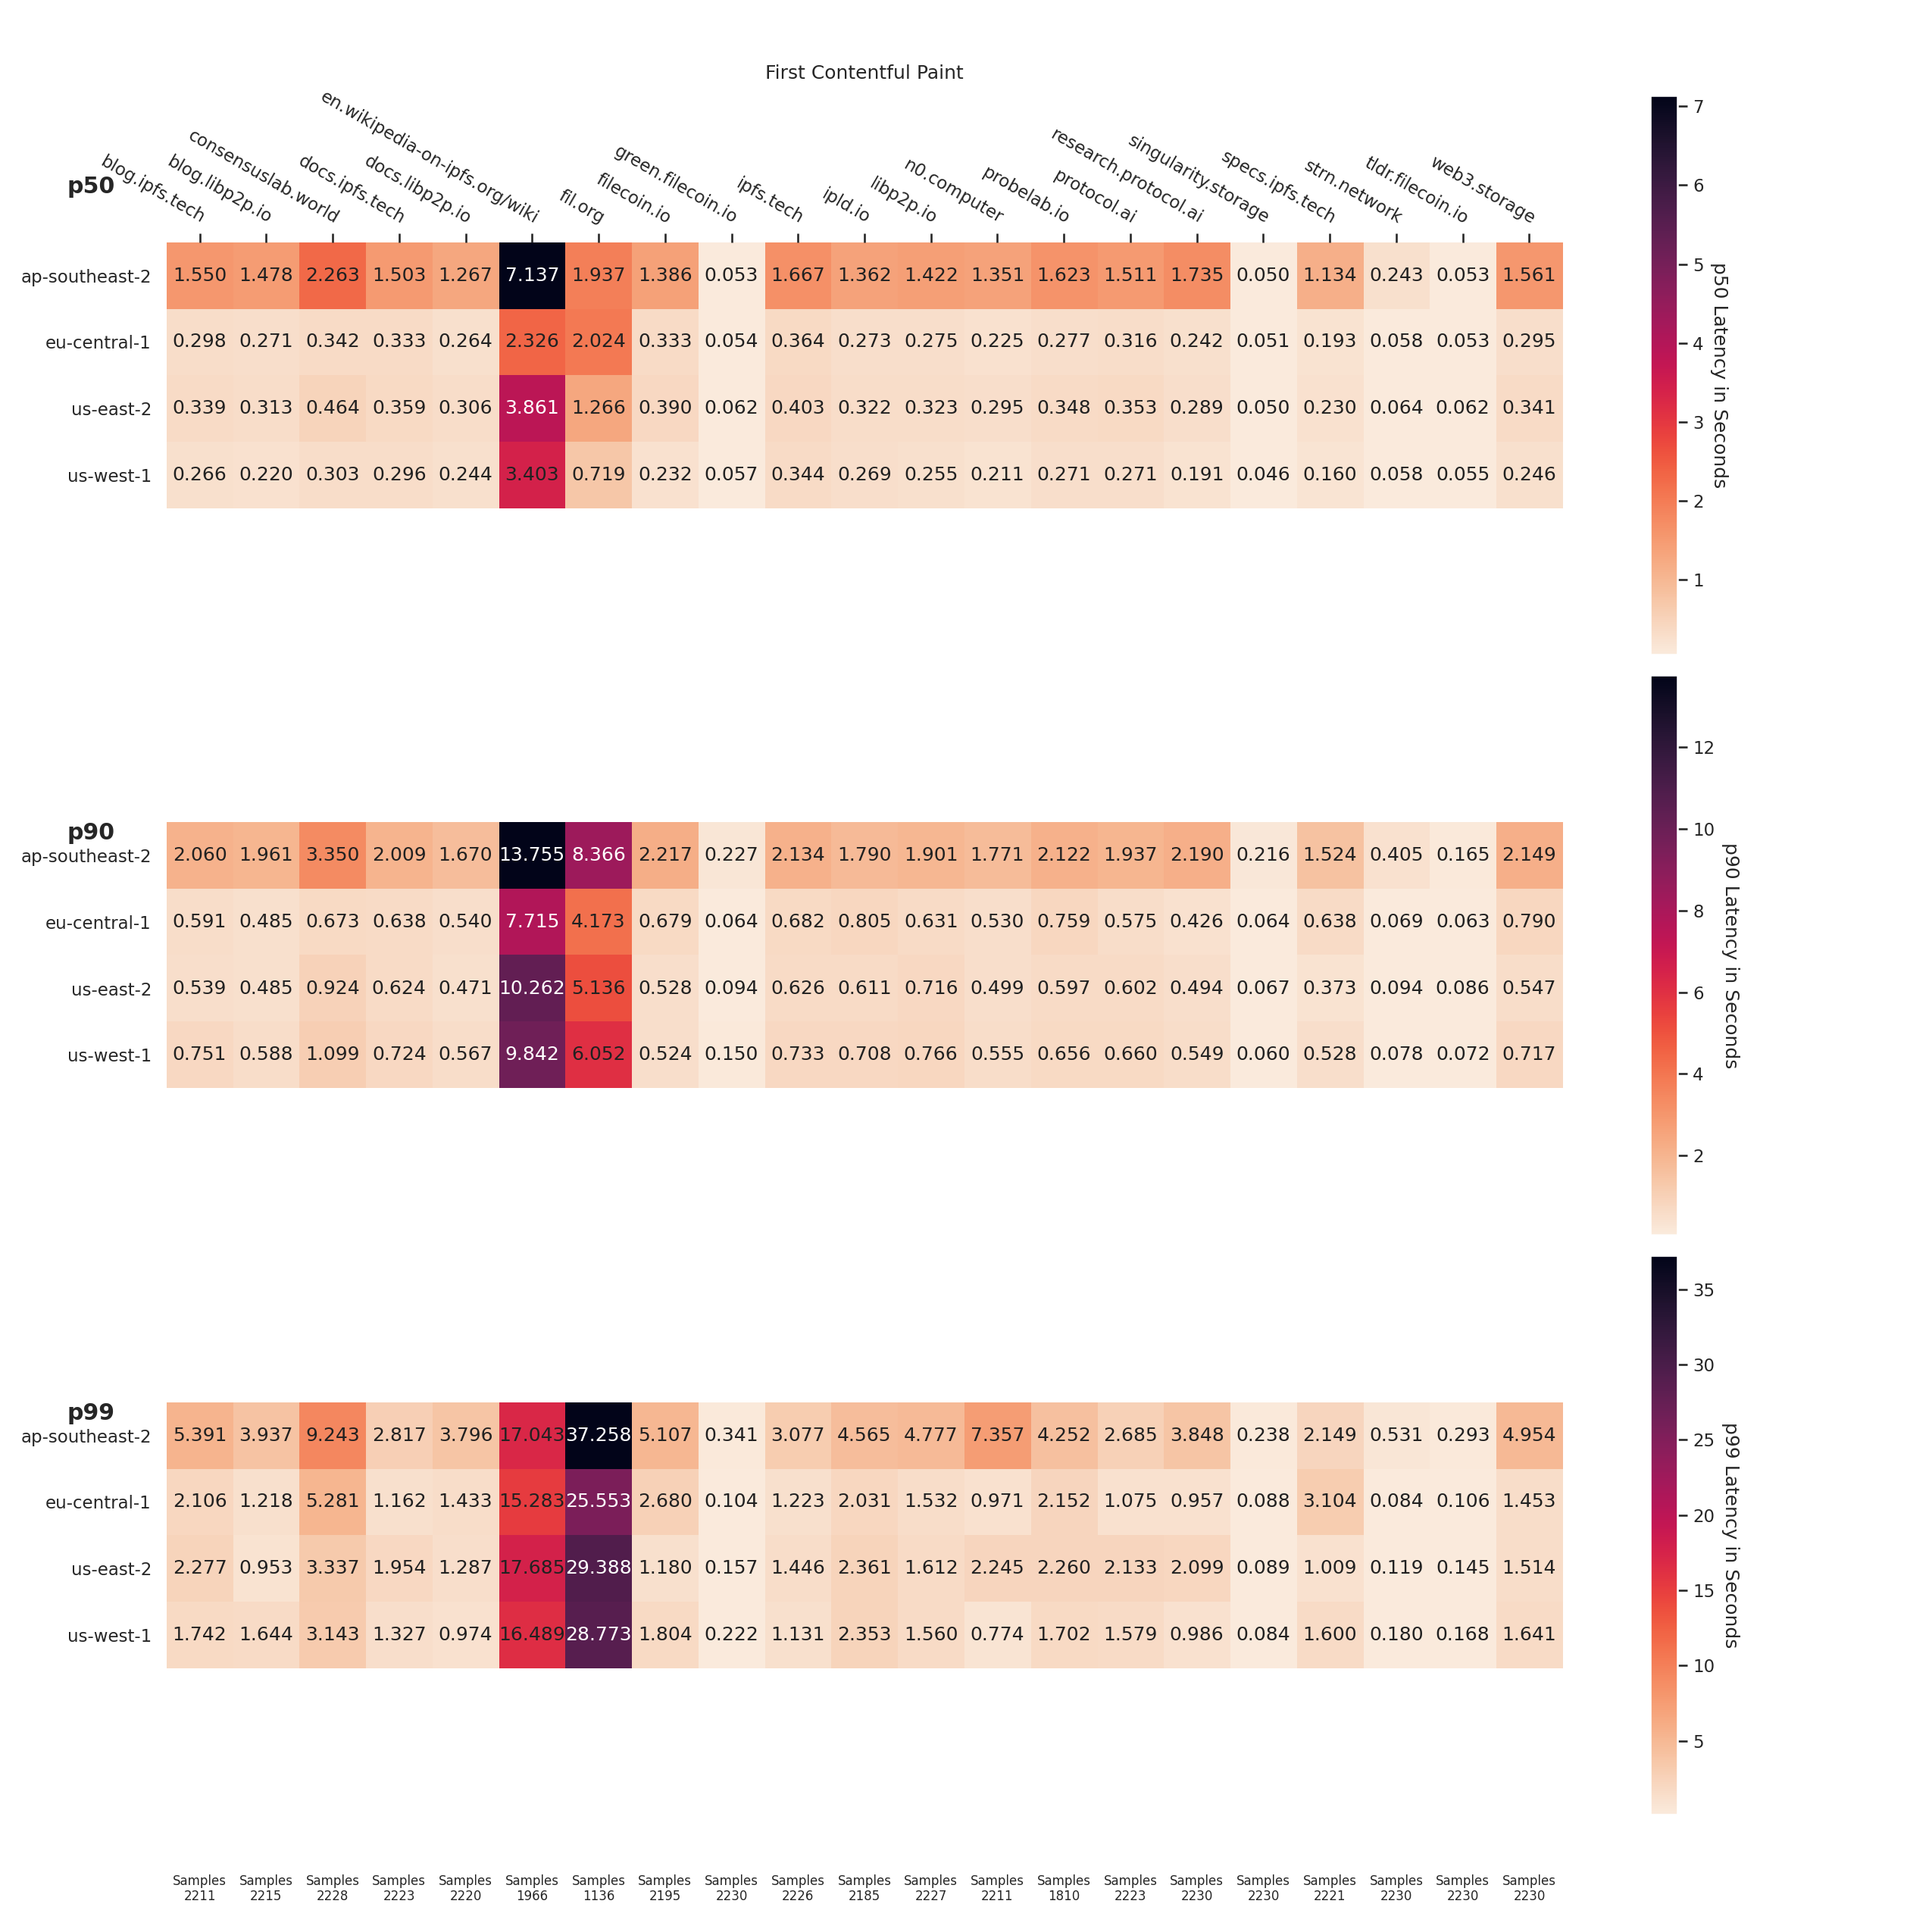 First Contentful Paint
p50
blog.ipfs.tech
blog.libp2p.io
consensuslab.world
docs.ipfs.tech
docs.libp2p.io
en.wikipedia-on-ipfs.org/wiki
fil.org
filecoin.io
green.filecoin.io
ipfs.tech
ipld.io
libp2p.io
n0.computer
probelab.io
protocol.ai
research.protocol.ai
singularity.storage
specs.ipfs.tech
strn.network
tldr.filecoin.io
web3.storage
ap-southeast-2 1.550 1.478 2.263 1.503 1.267 7.137 1.937 1.386 0.053 1.667 1.362 1.422 1.351 1.623 1.511 1.735 0.050 1.134 0.243 0.053 1.561
eu-central-1 0.298 0.271 0.342 0.333 0.264 2.326 2.024 0.333 0.054 0.364 0.273 0.275 0.225 0.277 0.316 0.242 0.051 0.193 0.058 0.053 0.295
us-east-2 0.339 0.313 0.464 0.359 0.306 3.861 1.266 0.390 0.062 0.403 0.322 0.323 0.295 0.348 0.353 0.289 0.050 0.230 0.064 0.062 0.341
us-west-1 0.266 0.220 0.303 0.296 0.244 3.403 0.719 0.232 0.057 0.344 0.269 0.255 0.211 0.271 0.271 0.191 0.046 0.160 0.058 0.055 0.246
7
6
5
4
3
2
1
p50 Latency in Seconds
p90
ap-southeast-2 2.060 1.961 3.350 2.009 1.670 13.755 8.366 2.217 0.227 2.134 1.790 1.901 1.771 2.122 1.937 2.190 0.216 1.524 0.405 0.165 2.149
eu-central-1 0.591 0.485 0.673 0.638 0.540 7.715 4.173 0.679 0.064 0.682 0.805 0.631 0.530 0.759 0.575 0.426 0.064 0.638 0.069 0.063 0.790
us-east-2 0.539 0.485 0.924 0.624 0.471 10.262 5.136 0.528 0.094 0.626 0.611 0.716 0.499 0.597 0.602 0.494 0.067 0.373 0.094 0.086 0.547
us-west-1 0.751 0.588 1.099 0.724 0.567 9.842 6.052 0.524 0.150 0.733 0.708 0.766 0.555 0.656 0.660 0.549 0.060 0.528 0.078 0.072 0.717
12
10
8
6
4
2
p90 Latency in Seconds
p99
ap-southeast-2 5.391 3.937 9.243 2.817 3.796 17.043 37.258 5.107 0.341 3.077 4.565 4.777 7.357 4.252 2.685 3.848 0.238 2.149 0.531 0.293 4.954
eu-central-1 2.106 1.218 5.281 1.162 1.433 15.283 25.553 2.680 0.104 1.223 2.031 1.532 0.971 2.152 1.075 0.957 0.088 3.104 0.084 0.106 1.453
us-east-2 2.277 0.953 3.337 1.954 1.287 17.685 29.388 1.180 0.157 1.446 2.361 1.612 2.245 2.260 2.133 2.099 0.089 1.009 0.119 0.145 1.514
us-west-1 1.742 1.644 3.143 1.327 0.974 16.489 28.773 1.804 0.222 1.131 2.353 1.560 0.774 1.702 1.579 0.986 0.084 1.600 0.180 0.168 1.641
35
30
25
20
15
10
5
p99 Latency in Seconds
Samples Samples Samples Samples Samples Samples Samples Samples Samples Samples Samples Samples Samples Samples Samples Samples Samples Samples Samples Samples Samples
2211 2215 2228 2223 2220 1966 1136 2195 2230 2226 2185 2227 2211 1810 2223 2230 2230 2221 2230 2230 2230